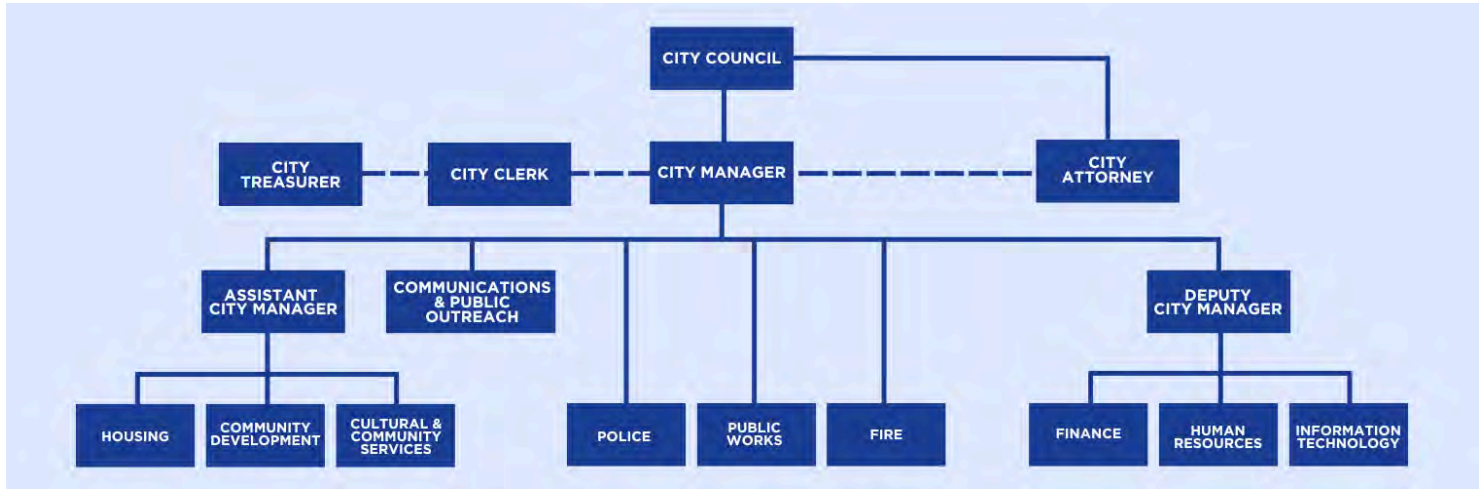 CITY COUNCIL
CITY
TREASURER
CITY CLERK
CITY MANAGER
CITY
ATTORNEY
ASSISTANT
CITY MANAGER
COMMUNICATIONS
& PUBLIC
OUTREACH
DEPUTY
CITY MANAGER
HOUSING
COMMUNITY
DEVELOPMENT
CULTURAL &
COMMUNITY
SERVICES
POLICE
PUBLIC
WORKS
FIRE
FINANCE
HUMAN
RESOURCES
INFORMATION
TECHNOLOGY